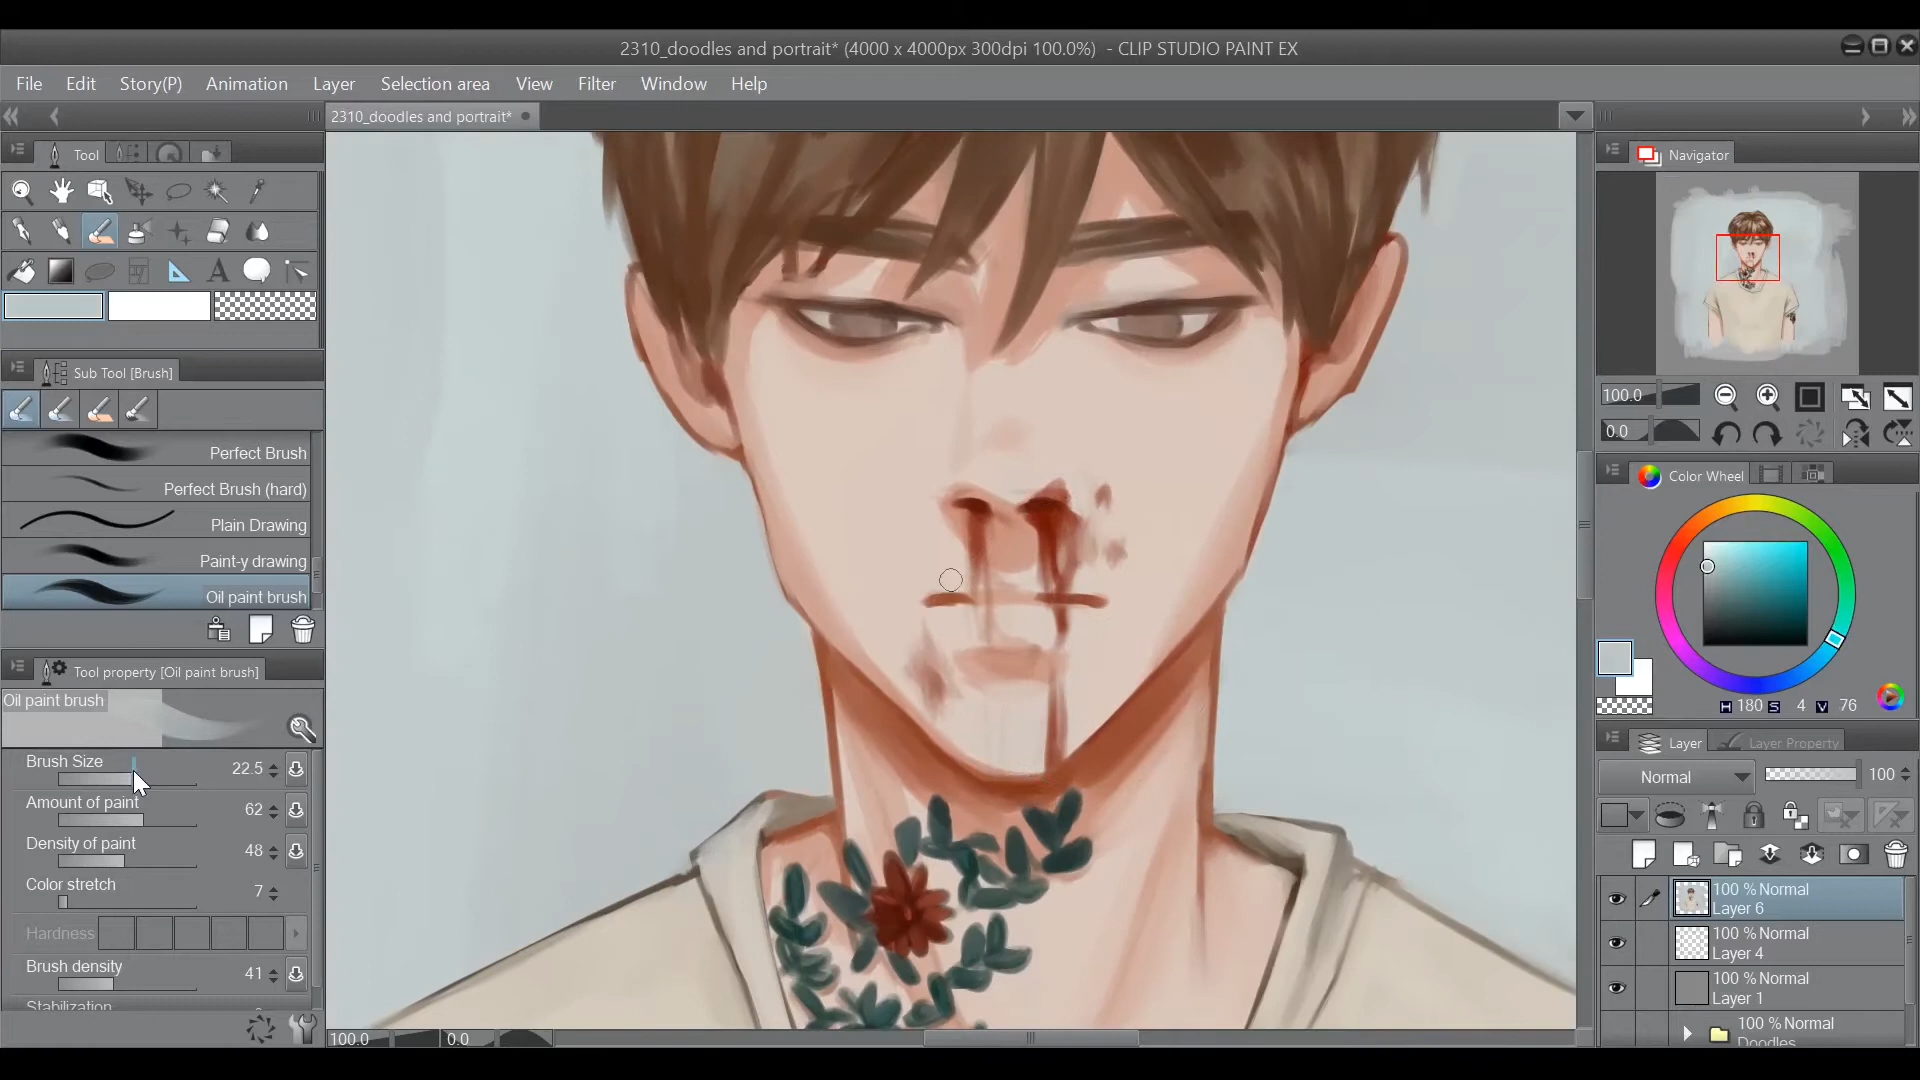 2310_doodles and portrait* (4000 x 4000px 300dpi 100.0%) - CLIP STUDIO PAINT EX
File Edit Story(P) Animation Layer Selection area View Filter Window Help
2310_doodles and portrait*
Tool
Sub Tool [Brush]
Perfect Brush
Perfect Brush (hard)
Plain Drawing
Paint-y drawing
Oil paint brush
Tool property [Oil paint brush]
Oil paint brush
Brush Size 22.5
Amount of paint 62
Density of paint 48
Color stretch 7
Hardness
Brush density 41
Stabilization
100.0 0.0
Navigator
100.0
0.0
Color Wheel
H 180 S 4 V 76
Layer Layer Property
Normal 100
100 % Normal
Layer 6
100 % Normal
Layer 4
100 % Normal
Layer 1
100 % Normal
Doodles